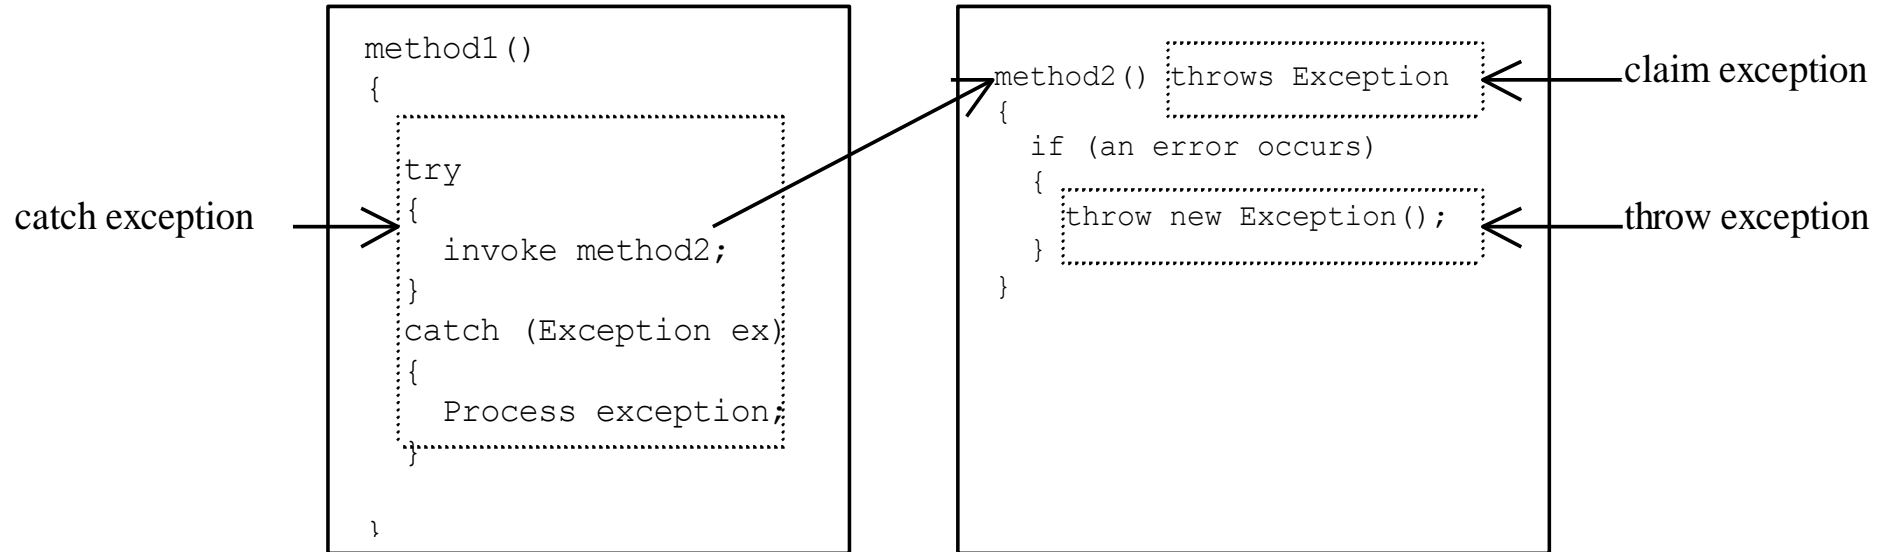 catch exception
method1()
{
try
{
invoke method2;
}
catch (Exception ex)
{
Process exception;
}
}
method2() throws Exception
{
if (an error occurs)
{
throw new Exception();
}
}
claim exception
throw exception